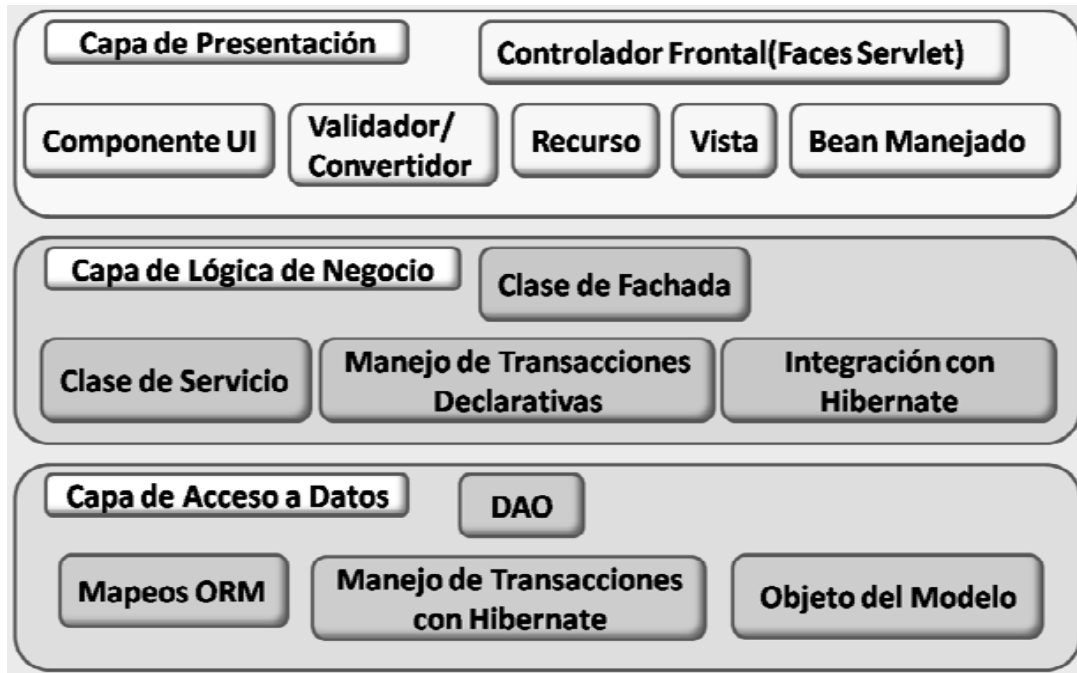 Capa de Presentación
Controlador Frontal(Faces Servlet)
Componente UI
Validador/
Convertidor
Recurso
Vista
Bean Manejado
Capa de Lógica de Negocio
Clase de Fachada
Clase de Servicio
Manejo de Transacciones
Declarativas
Integración con
Hibernate
Capa de Acceso a Datos
DAO
Mapeos ORM
Manejo de Transacciones
con Hibernate
Objeto del Modelo